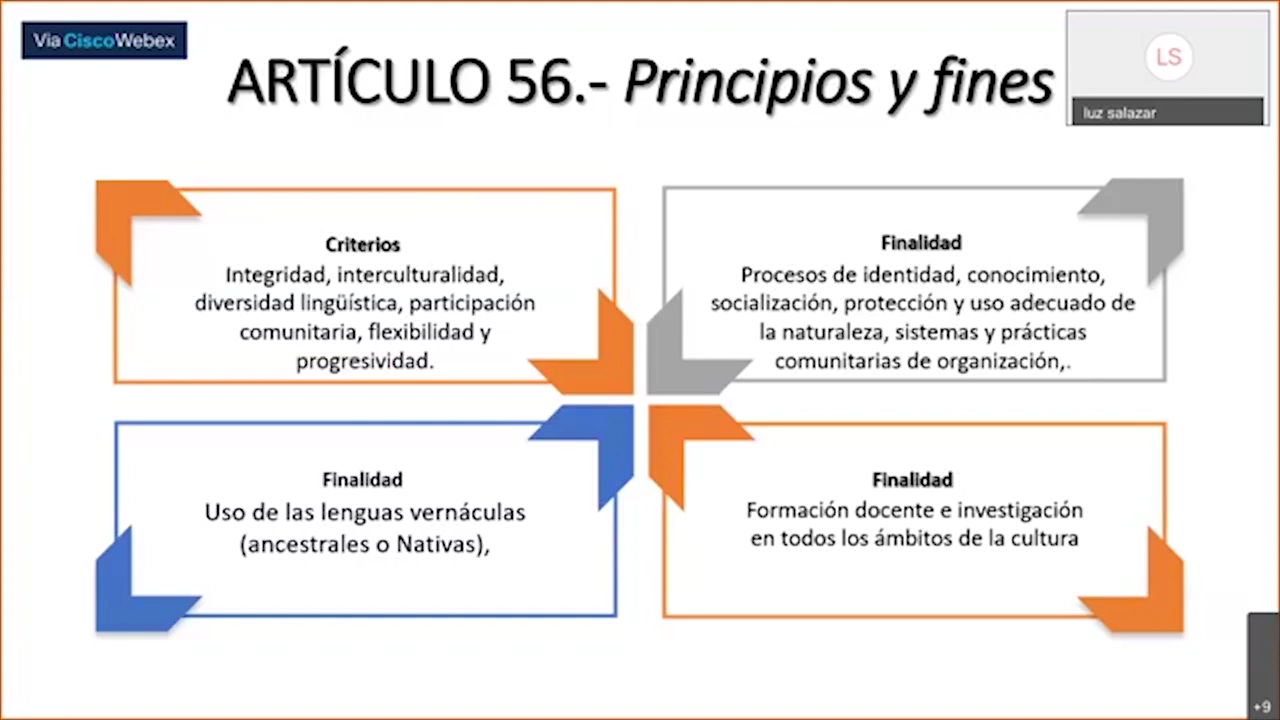 Via CiscoWebex
ARTÍCULO 56.- Principios y fines
LS
luz salazar
Criterios
Integridad, interculturalidad,
diversidad lingüística, participación
comunitaria, flexibilidad y
progresividad.
Finalidad
Procesos de identidad, conocimiento,
socialización, protección y uso adecuado de
la naturaleza, sistemas y prácticas
comunitarias de organización,.
Finalidad
Uso de las lenguas vernáculas
(ancestrales o Nativas),
Finalidad
Formación docente e investigación
en todos los ámbitos de la cultura
+9